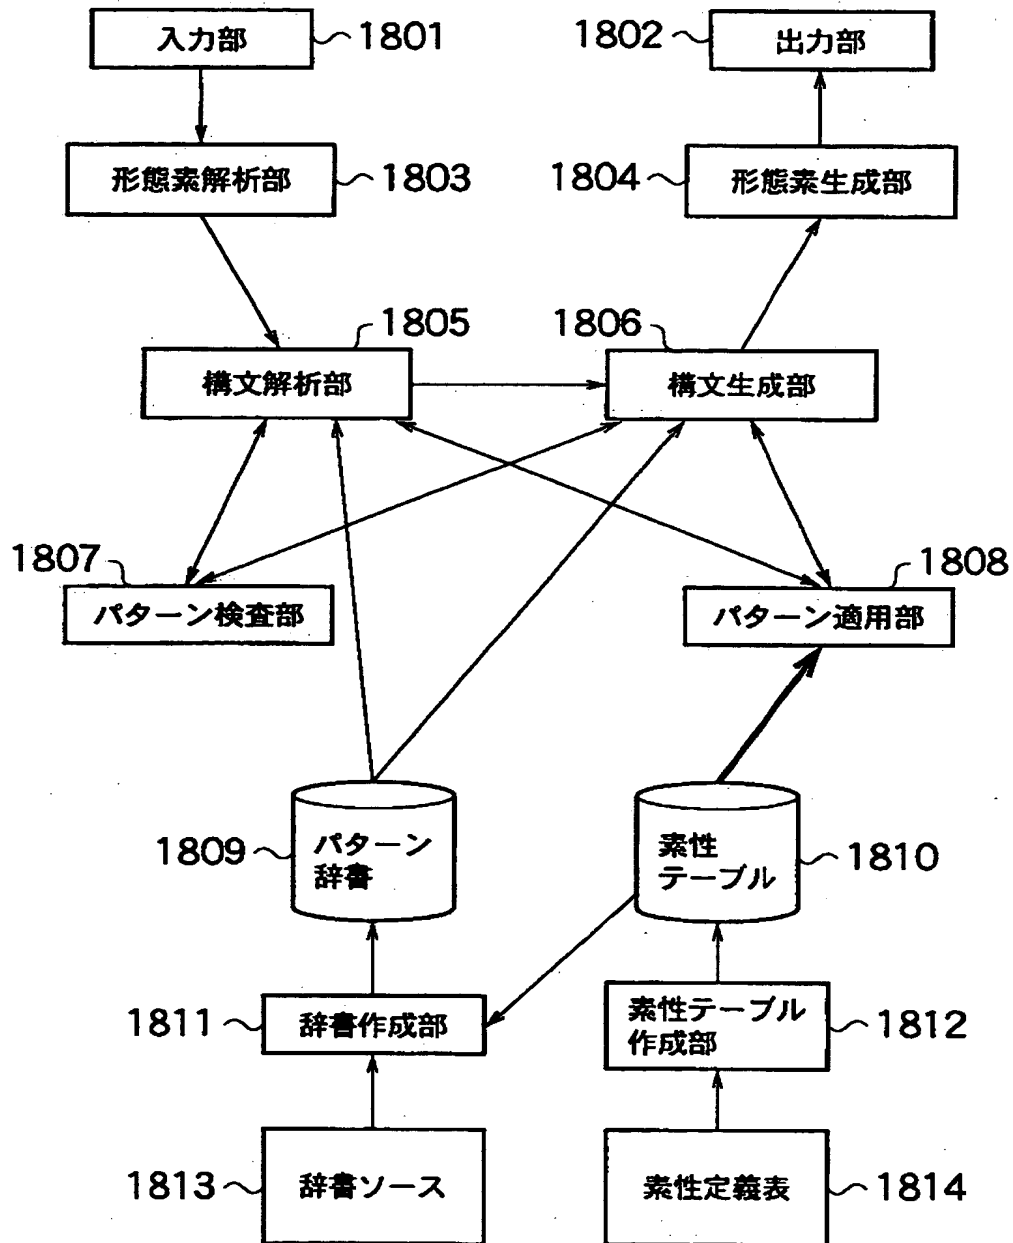 入力部
1801
1802
出力部
形態素解析部
1803
1804
形態素生成部
1805
1806
構文解析部
構文生成部
1807
1808
パターン検査部
パターン適用部
1809
パターン
辞書
素性
テーブル
1810
1811
辞書作成部
素性テーブル
作成部
1812
1813
辞書ソース
素性定義表
1814